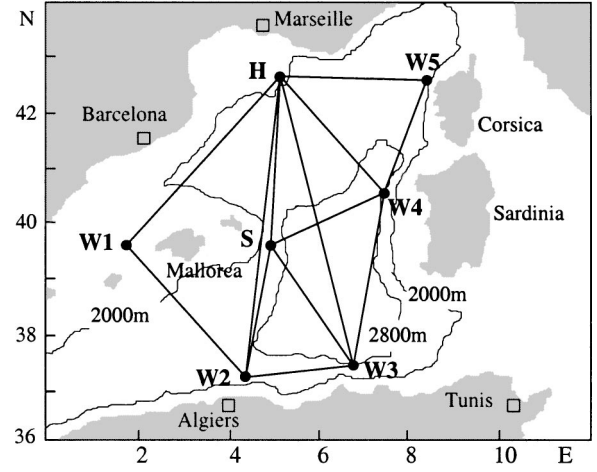 N
Marseille
H
W5
42
Barcelona
Corsica
W4
40
W1
S
Sardinia
Mallorca
2000m
2000m
38
2800m
W2
W3
Algiers
Tunis
36
2
4
6
8
10
E